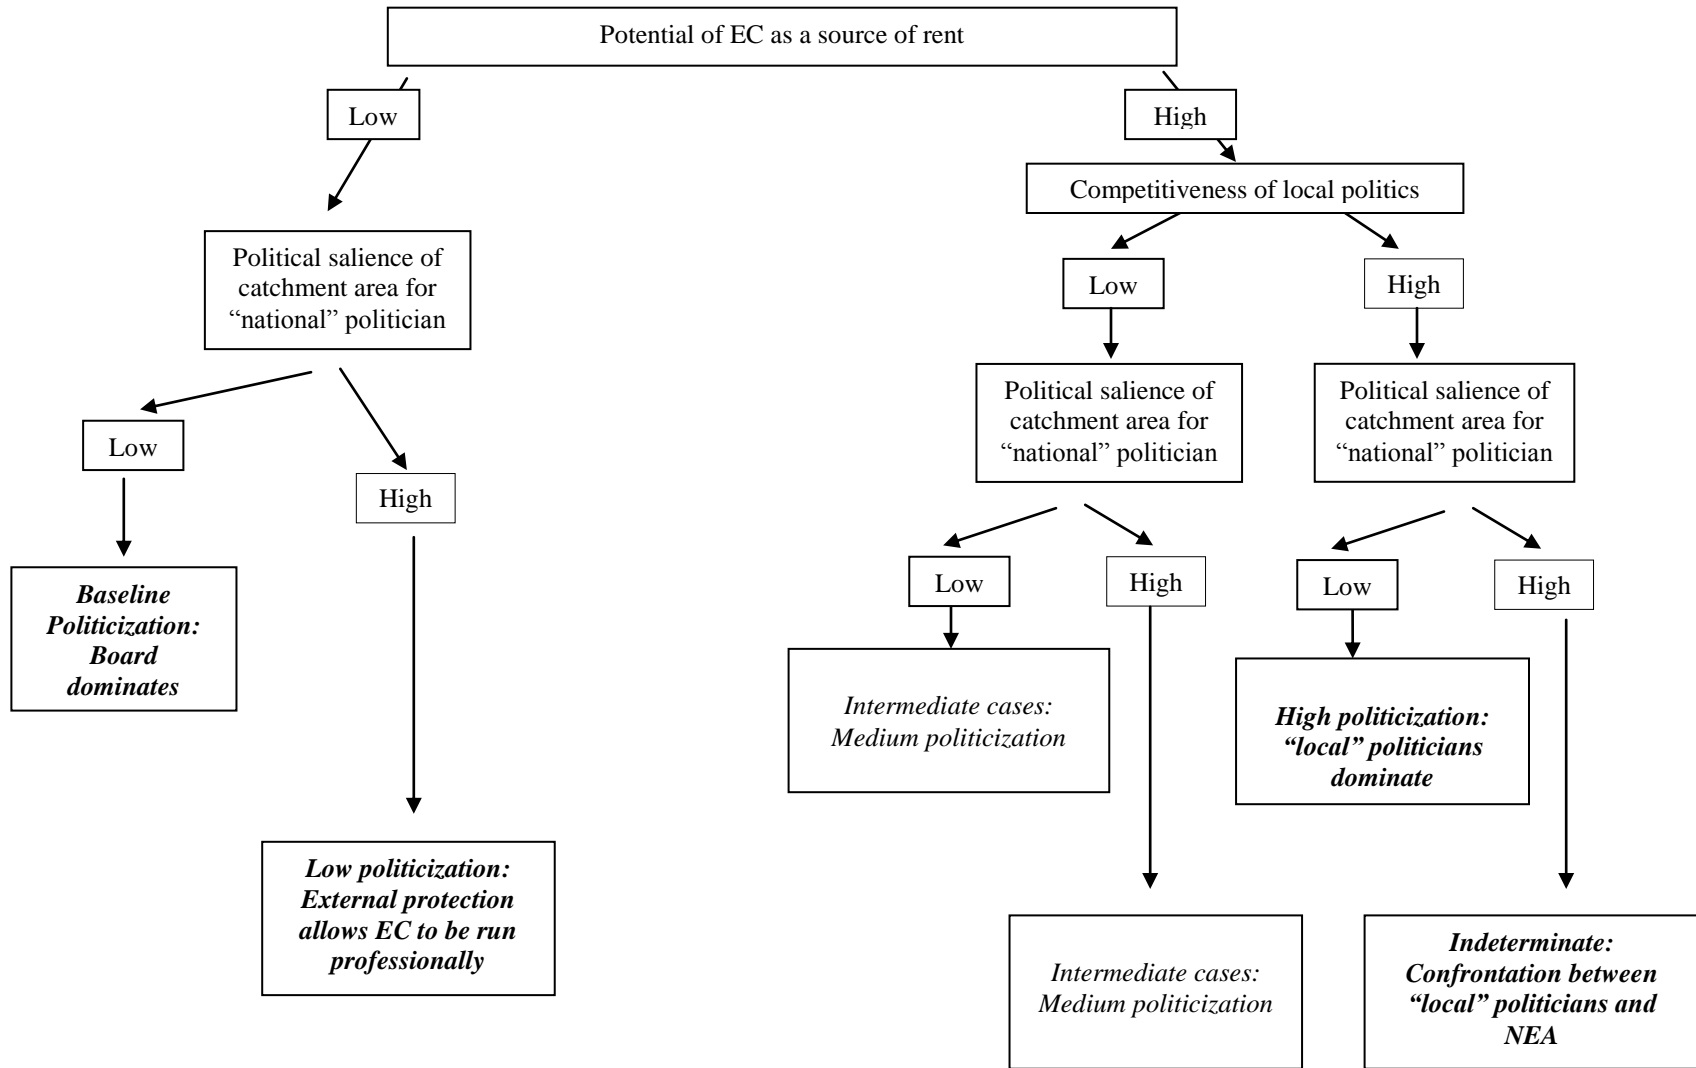 Potential of EC as a source of rent
Low
High
Competitiveness of local politics
Political salience of
catchment area for
“national” politician
Low
High
Low
High
Political salience of
catchment area for
“national” politician
Political salience of
catchment area for
“national” politician
Low
High
Low
High
Baseline
Politicization:
Board
dominates
Intermediate cases:
Medium politicization
High politicization:
“local” politicians
dominate
Low politicization:
External protection
allows EC to be run
professionally
Intermediate cases:
Medium politicization
Indeterminate:
Confrontation between
“local” politicians and
NEA